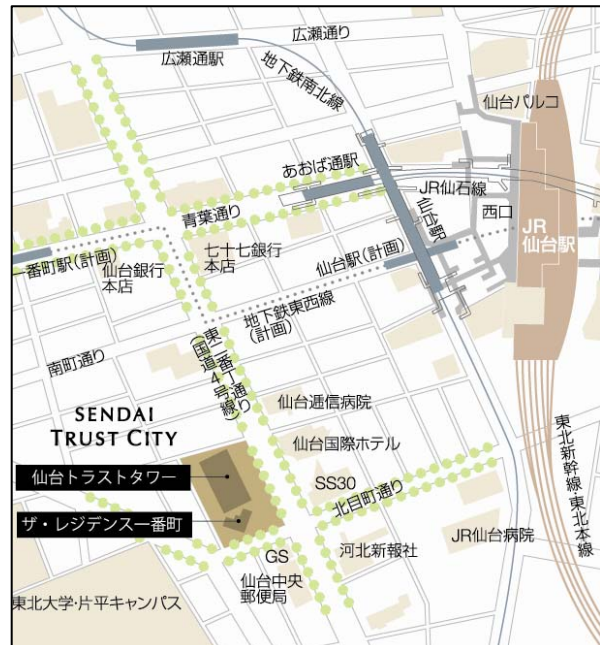 広瀬通り
広瀬通駅
地下鉄南北線
仙台パルコ
あおば通駅
JR仙石線
青葉通り
仙台駅
西口
JR
仙台駅
一番町駅(計画)
仙台銀行
本店
七十七銀行
本店
仙台駅(計画)
地下鉄東西線
(計画)
南町通り
東二番丁通り
(国道4号線)
仙台逓信病院
SENDAI
TRUST CITY
仙台国際ホテル
東北新幹線・東北本線
仙台トラストタワー
SS30
北目町通り
ザ・レジデンス一番町
JR仙台病院
GS
河北新報社
仙台中央
郵便局
東北大学・片平キャンパス